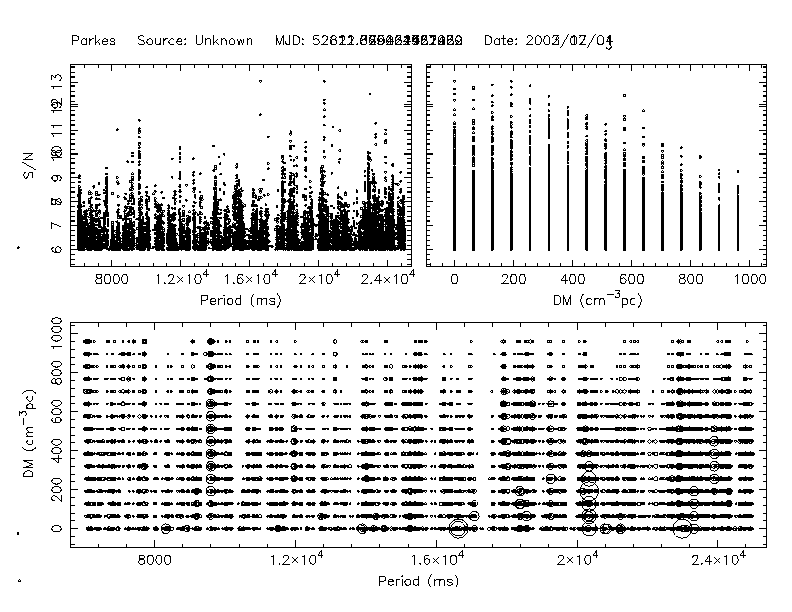 Parkes Source: Unknown MJD: Date:
S/N
6 7 8 9 10 11 12 13
8000 1.2×10⁴ 1.6×10⁴ 2×10⁴ 2.4×10⁴
Period (ms)
0 200 400 600 800 1000
DM (cm⁻³pc)
DM (cm⁻³pc)
0 200 400 600 800 1000
8000 1.2×10⁴ 1.6×10⁴ 2×10⁴ 2.4×10⁴
Period (ms)